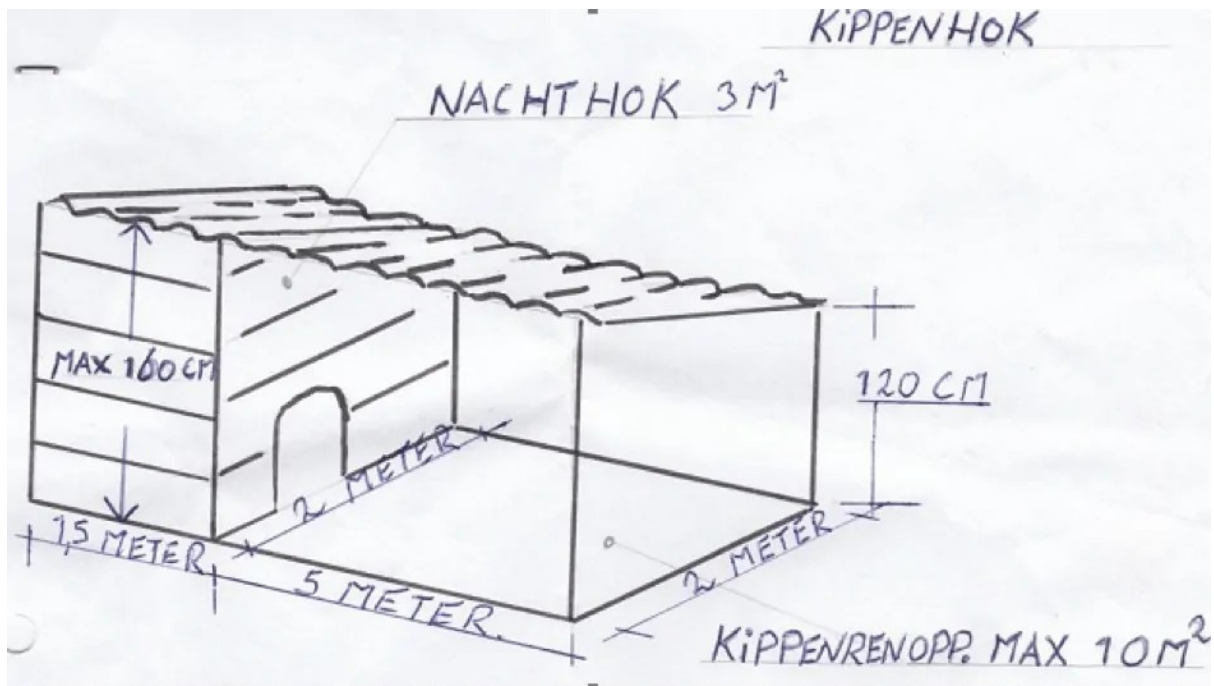 KiPPENHOK
NACHTHOK 3M²
MAX 160 CM
120 CM
2 METER
1,5 METER
5 METER.
2 METER
KiPPENRENOPP. MAX 10M²